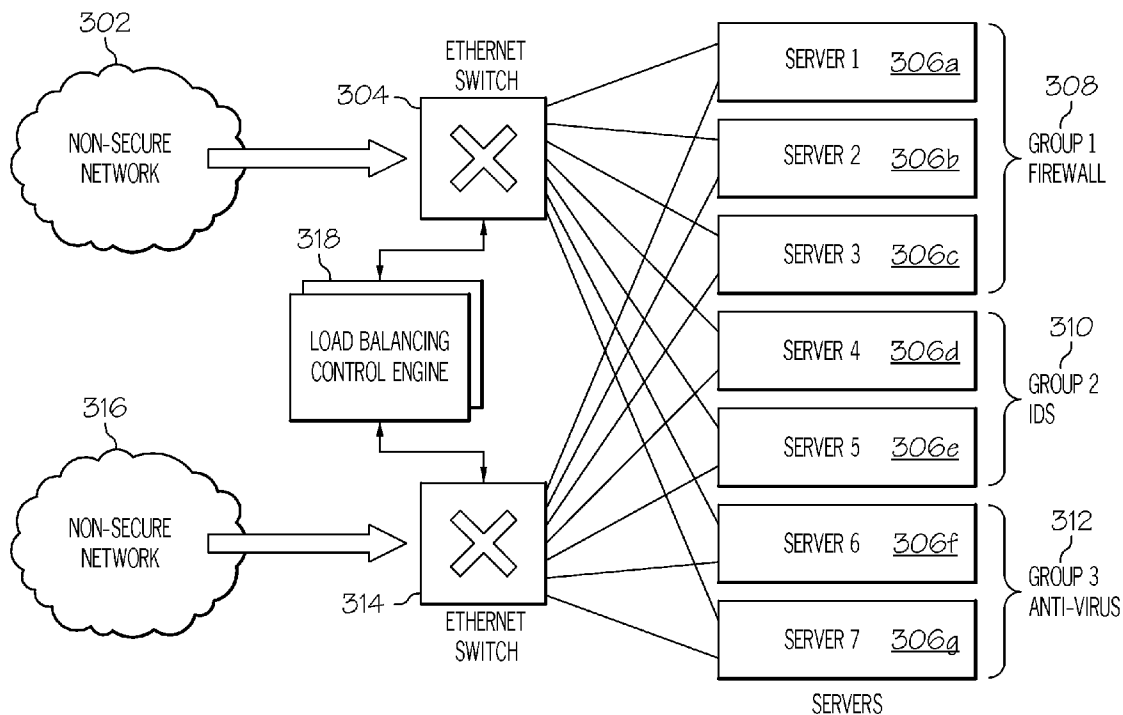 302
NON-SECURE
NETWORK
ETHERNET
SWITCH
304
318
LOAD BALANCING
CONTROL ENGINE
316
NON-SECURE
NETWORK
314
ETHERNET
SWITCH
SERVER 1 306a
SERVER 2 306b
SERVER 3 306c
SERVER 4 306d
SERVER 5 306e
SERVER 6 306f
SERVER 7 306g
SERVERS
308
GROUP 1
FIREWALL
310
GROUP 2
IDS
312
GROUP 3
ANTI-VIRUS